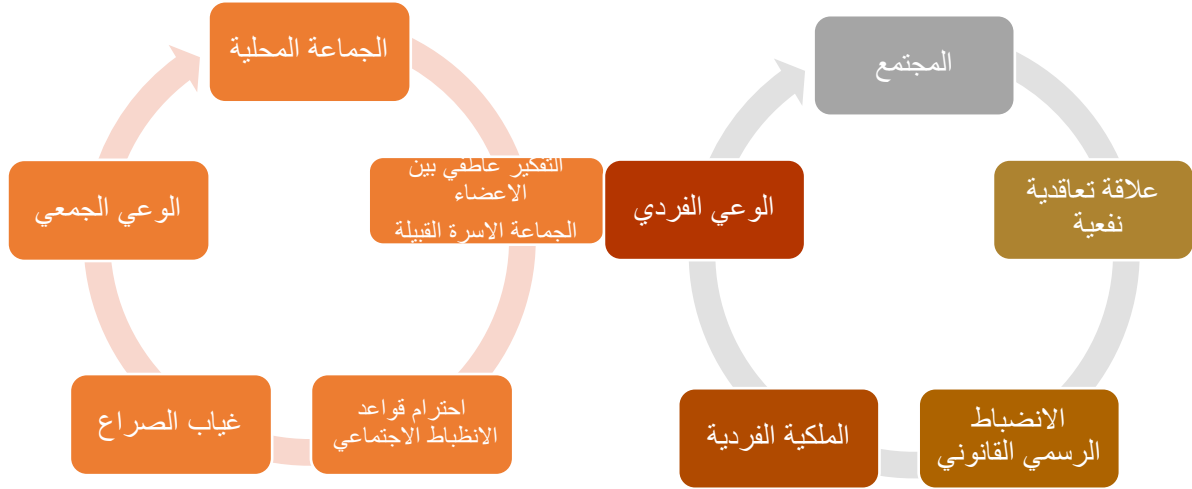 الجماعة المحلية
التفكير عاطفي بين
الاعضاء
الجماعة الاسرة القبيلة
احترام قواعد
الانظباط الاجتماعي
غياب الصراع
الوعي الجمعي
المجتمع
علاقة تعاقدية
نفعية
الانضباط
الرسمي القانوني
الملكية الفردية
الوعي الفردي